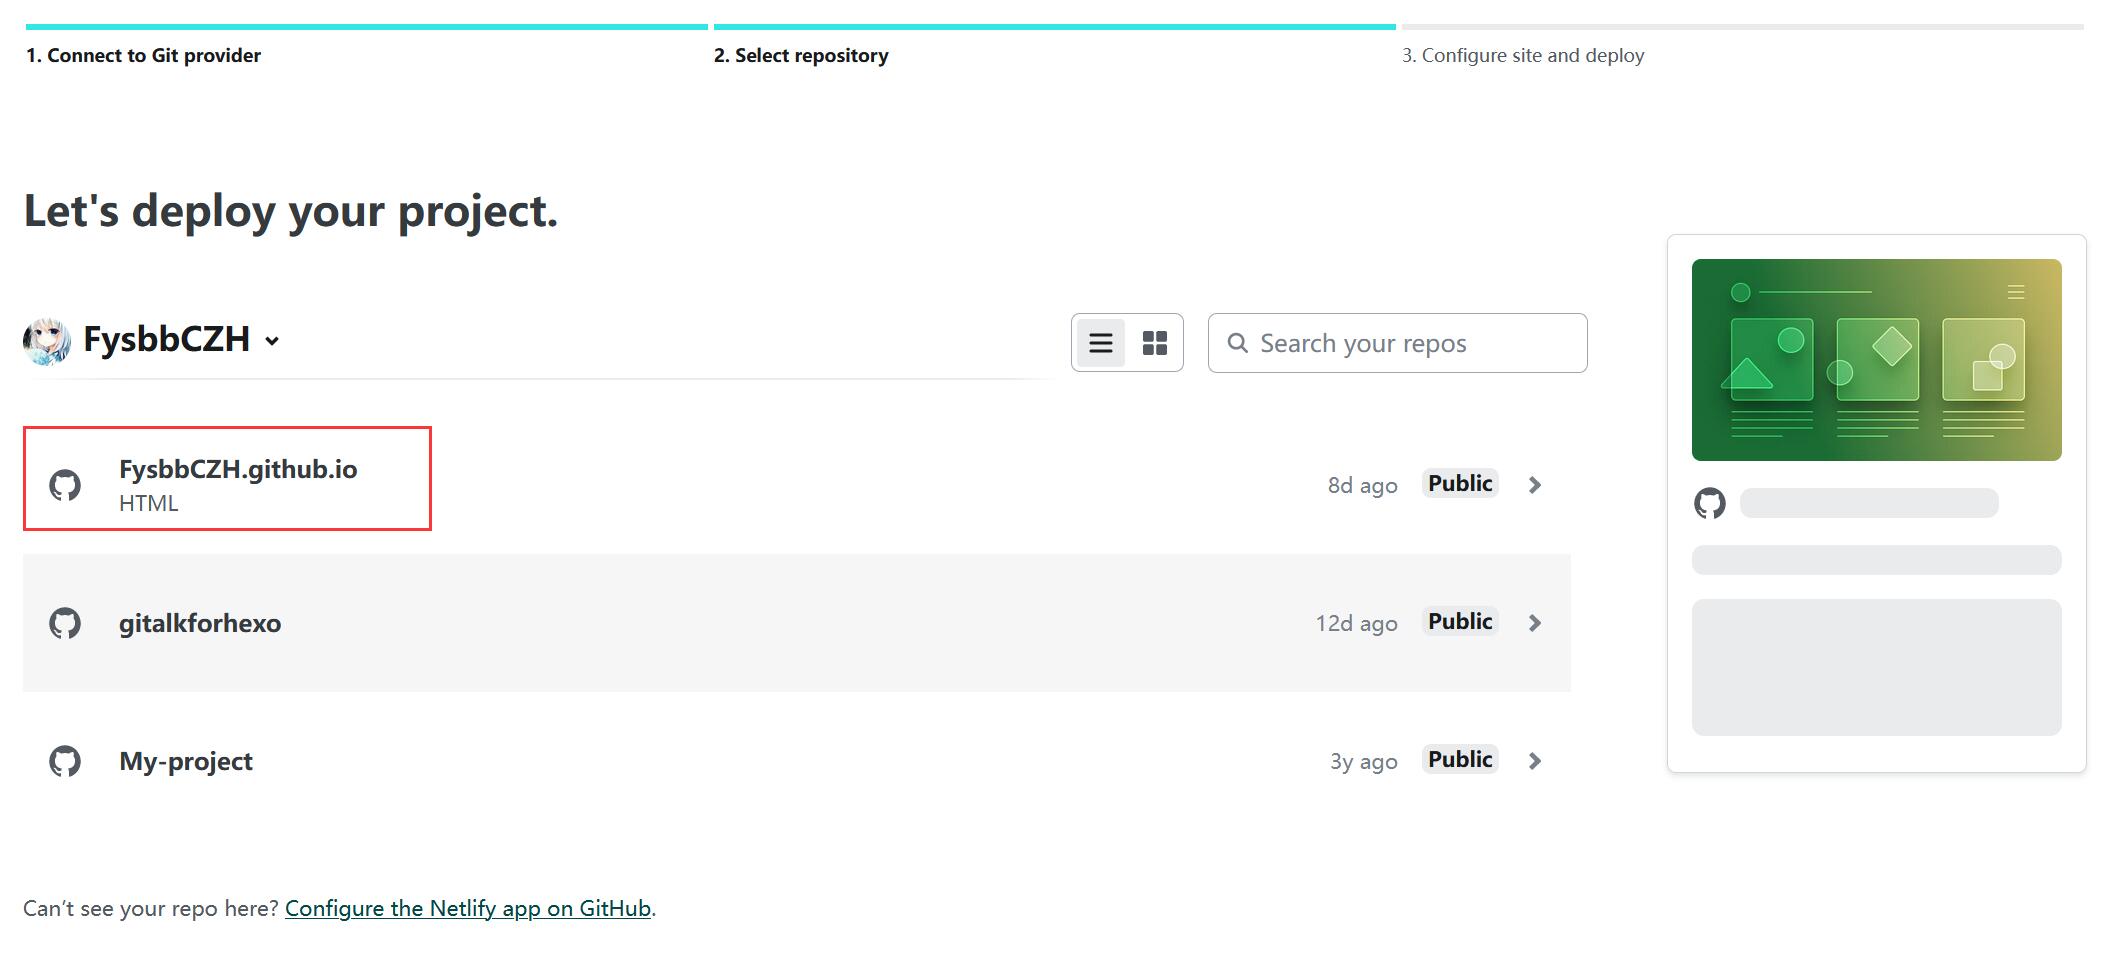 1. Connect to Git provider
2. Select repository
3. Configure site and deploy
Let's deploy your project.
FysbbCZH
Search your repos
FysbbCZH.github.io
HTML
8d ago Public
gitalkforhexo
12d ago Public
My-project
3y ago Public
Can’t see your repo here? Configure the Netlify app on GitHub.